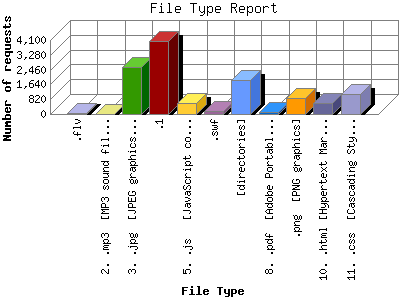 File Type Report
Number of requests
4,100
3,280
2,460
1,640
820
0
.flv
2. .mp3 [MP3 sound fil...
3. .jpg [JPEG graphics...
.1
5. .js [JavaScript co...
.swf
[directories]
8. .pdf [Adobe Portabl...
.png [PNG graphics]
10. .html [Hypertext Mar...
11. .css [Cascading Sty...
File Type